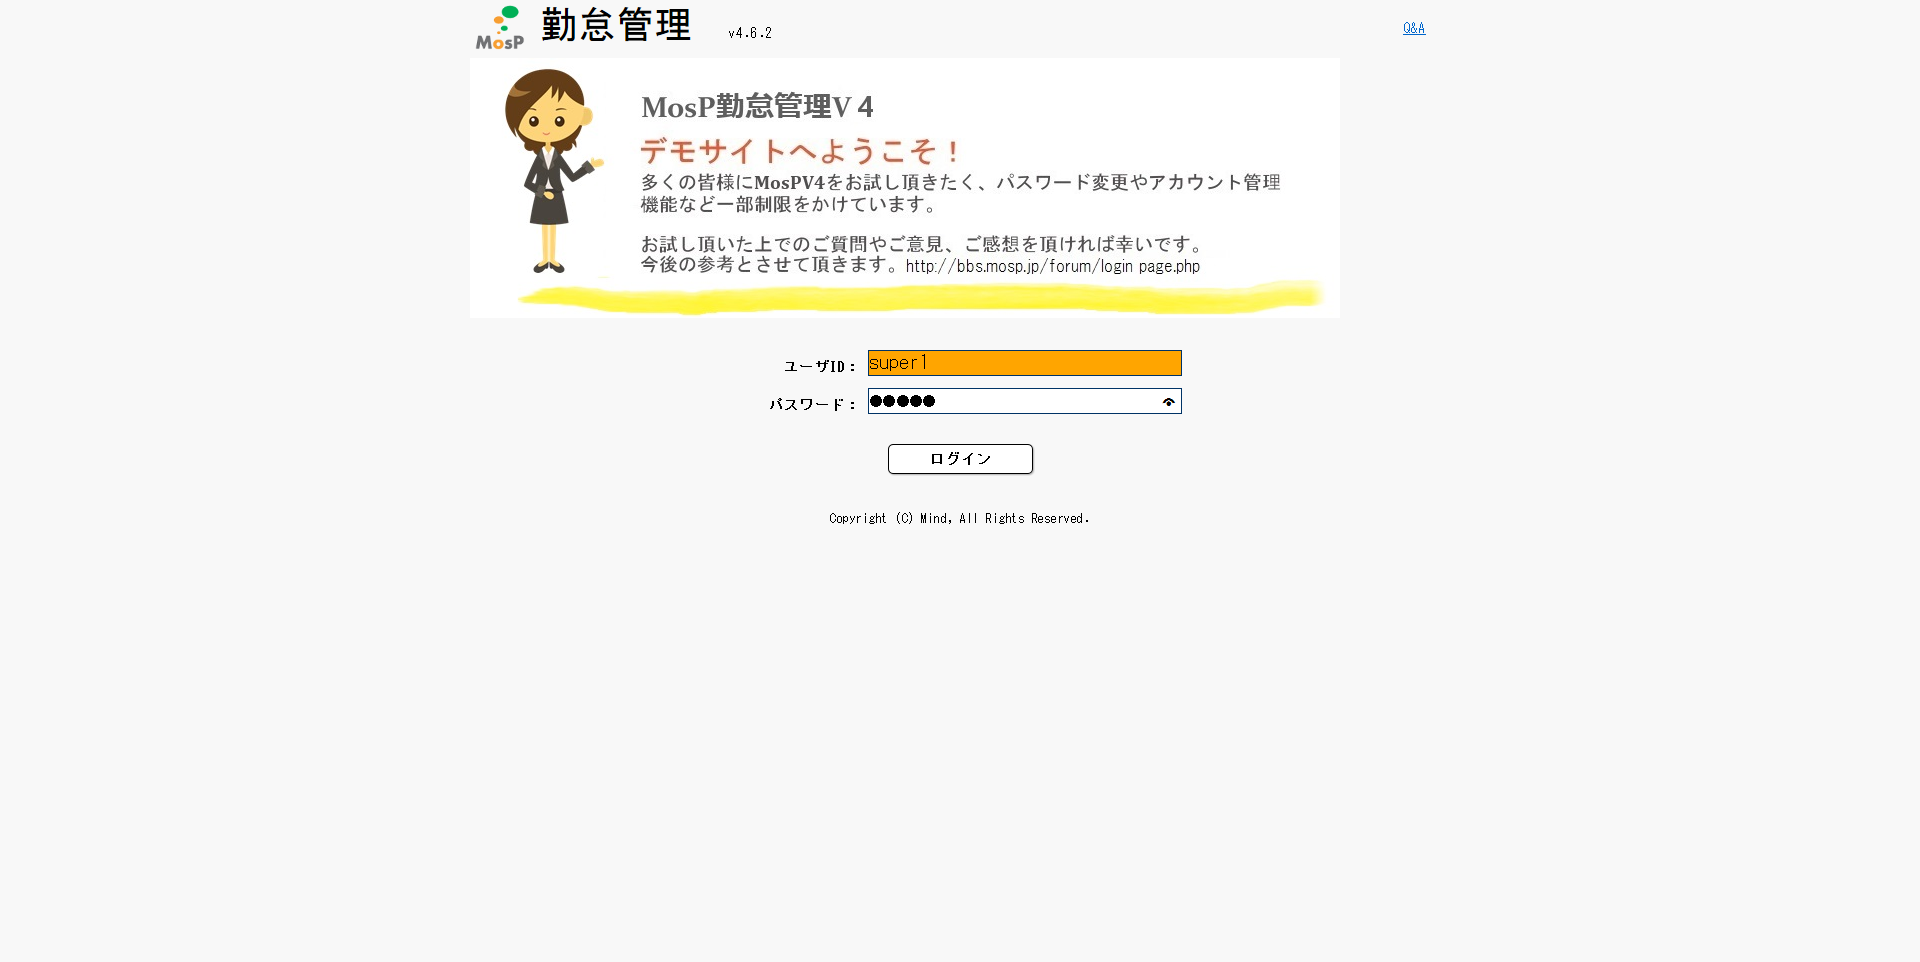 MosP 勤怠管理 v4.6.2 Q&A
MosP勤怠管理V４
デモサイトへようこそ！
多くの皆様にMosPV4をお試し頂きたく、パスワード変更やアカウント管理
機能など一部制限をかけています。
お試し頂いた上でのご質問やご意見、ご感想を頂ければ幸いです。
今後の参考とさせて頂きます。http://bbs.mosp.jp/forum/login page.php
ユーザID： super1
パスワード： ●●●●●
ログイン
Copyright (C) Mind, All Rights Reserved.